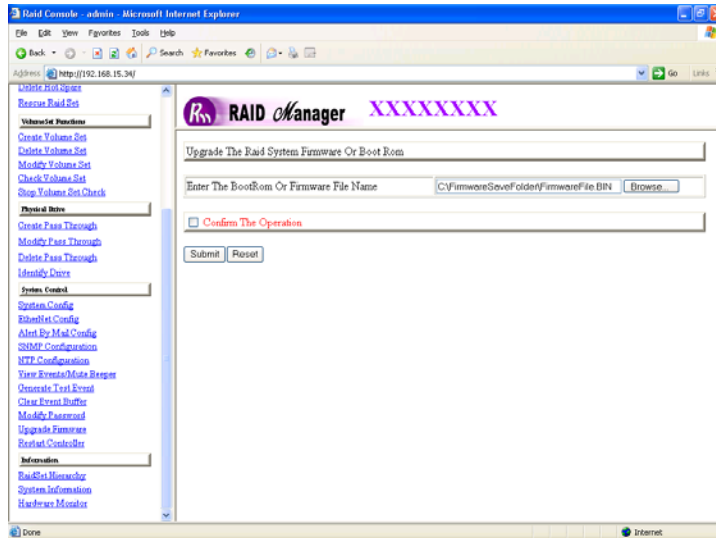 Raid Console - admin - Microsoft Internet Explorer
File Edit View Favorites Tools Help
Back Search Favorites
Address http://192.168.15.34/ Go Links
Delete Hot Spare
Rescue Raid Set
VolumeSet Functions
Create Volume Set
Delete Volume Set
Modify Volume Set
Check Volume Set
Stop Volume Set Check
Physical Drive
Create Pass Through
Modify Pass Through
Delete Pass Through
Identify Drive
System Control
System Config
EtherNet Config
Alert By Mail Config
SNMP Configuration
NTP Configuration
View Events/Mute Beeper
Generate Test Event
Clear Event Buffer
Modify Password
Upgrade Firmware
Restart Controller
Information
RaidSet Hierarchy
System Information
Hardware Monitor
RAID Manager XXXXXXXX
Upgrade The Raid System Firmware Or Boot Rom
Enter The BootRom Or Firmware File Name C:\FirmwareSaveFolder\FirmwareFile.BIN Browse...
Confirm The Operation
Submit Reset
Done Internet